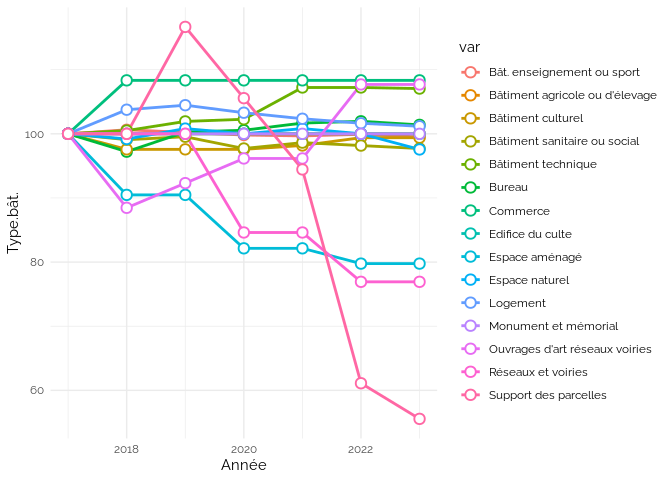 100
80
60
Type.bât.
2018
2020
2022
Année
var
Bât. enseignement ou sport
Bâtiment agricole ou d'élevage
Bâtiment culturel
Bâtiment sanitaire ou social
Bâtiment technique
Bureau
Commerce
Edifice du culte
Espace aménagé
Espace naturel
Logement
Monument et mémorial
Ouvrages d'art réseaux voiries
Réseaux et voiries
Support des parcelles